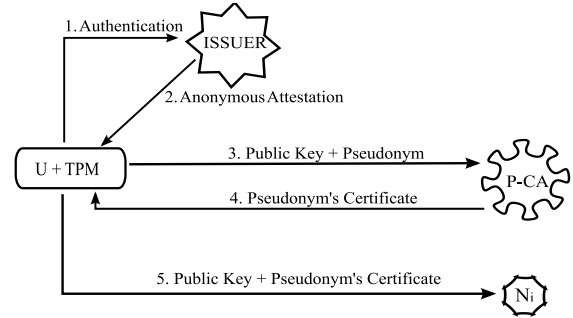 1. Authentication
ISSUER
2. Anonymous Attestation
3. Public Key + Pseudonym
U + TPM
P-CA
4. Pseudonym's Certificate
5. Public Key + Pseudonym's Certificate
Ni